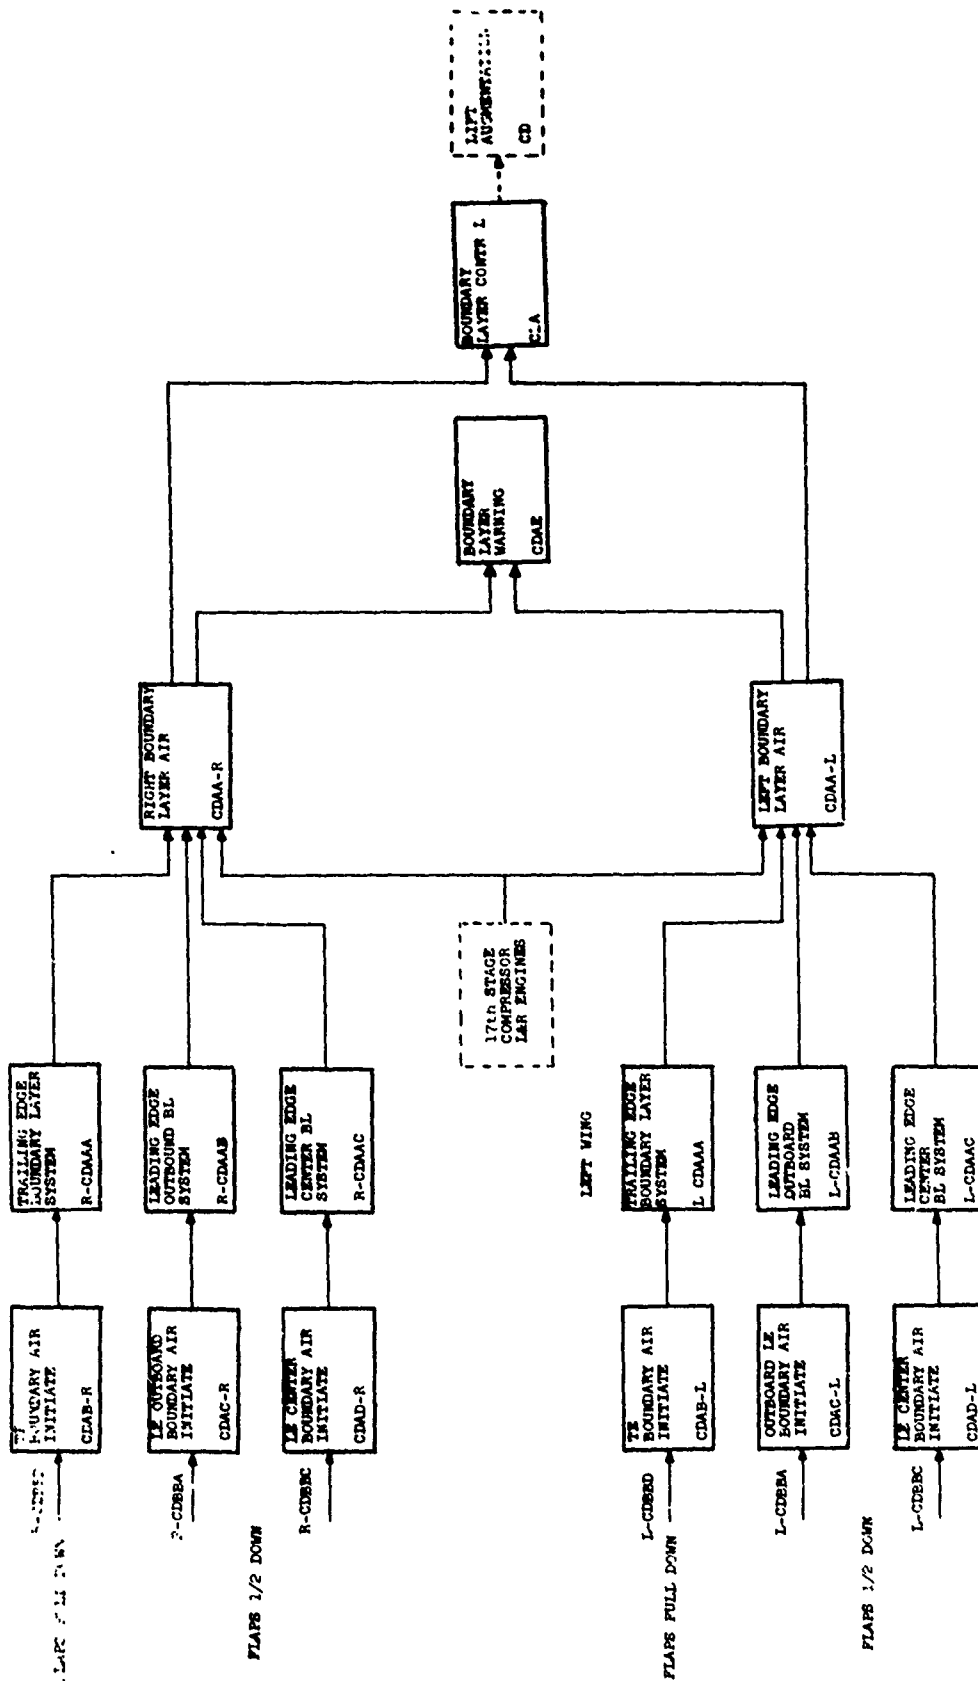 FLAPS 1/2 DOWN
R-CDBBC
BOUNDARY AIR
INITIATE
CDAB-R
LE OUTBOARD
BOUNDARY AIR
INITIATE
CDAC-R
LE CENTER
BOUNDARY AIR
INITIATE
CDAD-R
TRAILING EDGE
BOUNDARY LAYER
SYSTEM
R-CDAAA
LEADING EDGE
OUTBOUND BL
SYSTEM
R-CDAAB
LEADING EDGE
CENTER BL
SYSTEM
R-CDAAC
RIGHT BOUNDARY
LAYER AIR
CDAA-R
17th STAGE
COMPRESSOR
L&R ENGINES
BOUNDARY
LAYER
WARNING
CDAE
BOUNDARY
LAYER CONTR L
LIFT
AUGMENTATION
CD
LEFT WING
FLAPS FULL DOWN
L-CDBBD
FLAPS 1/2 DOWN
L-CDBBA
L-CDBBC
TE
BOUNDARY AIR
INITIATE
CDAB-L
OUTBOARD LE
BOUNDARY AIR
INITIATE
CDAC-L
LE CENTER
BOUNDARY AIR
INITIATE
CDAD-L
TRAILING EDGE
BOUNDARY LAYER
SYSTEM
L CDAAA
LEADING EDGE
OUTBOARD
BL SYSTEM
L-CDAAB
LEADING EDGE
CENTER
BL SYSTEM
L-CDAAC
LEFT BOUNDARY
LAYER AIR
CDAA-L